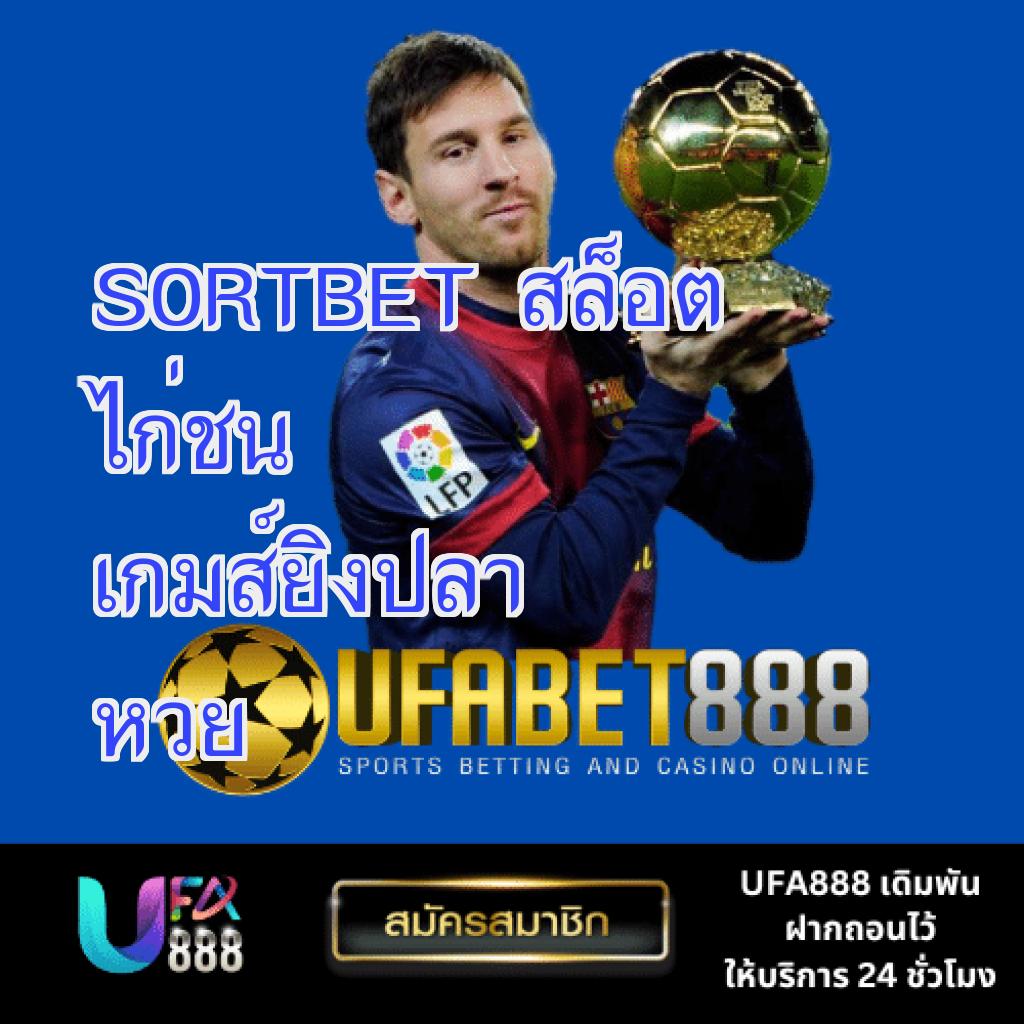 SORTBET สล็อต
ไก่ชน
เกมส์ยิงปลา
หวย
LFP
UFABET888
SPORTS BETTING AND CASINO ONLINE
UFA
888
สมัครสมาชิก
UFA888 เดิมพัน
ฝากถอนไว้
ให้บริการ 24 ชั่วโมง